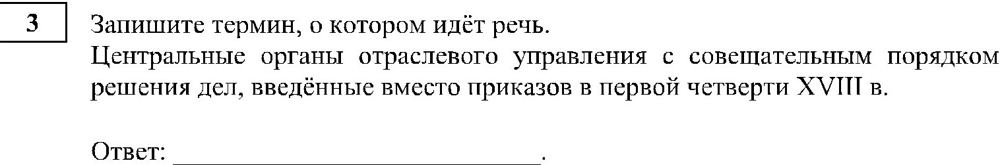 3
Запишите термин, о котором идёт речь.
Центральные органы отраслевого управления с совещательным порядком
решения дел, введённые вместо приказов в первой четверти XVIII в.
Ответ: ______________________________.